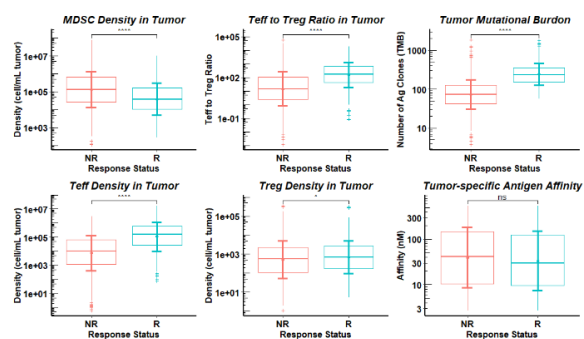 MDSC Density in Tumor
Density (cell/mL tumor)
1e+07
1e+05
1e+03
****
NR
R
Response Status
Teff to Treg Ratio in Tumor
Teff to Treg Ratio
1e+05
1e+02
1e-01
****
NR
R
Response Status
Tumor Mutational Burdon
Number of Ag Clones (TMB)
1000
100
10
****
NR
R
Response Status
Teff Density in Tumor
Density (cell/mL tumor)
1e+07
1e+05
1e+03
1e+01
****
NR
R
Response Status
Treg Density in Tumor
Density (cell/mL tumor)
1e+05
1e+03
1e+01
*
NR
R
Response Status
Tumor-specific Antigen Affinity
Affinity (nM)
300
100
30
10
3
ns
NR
R
Response Status